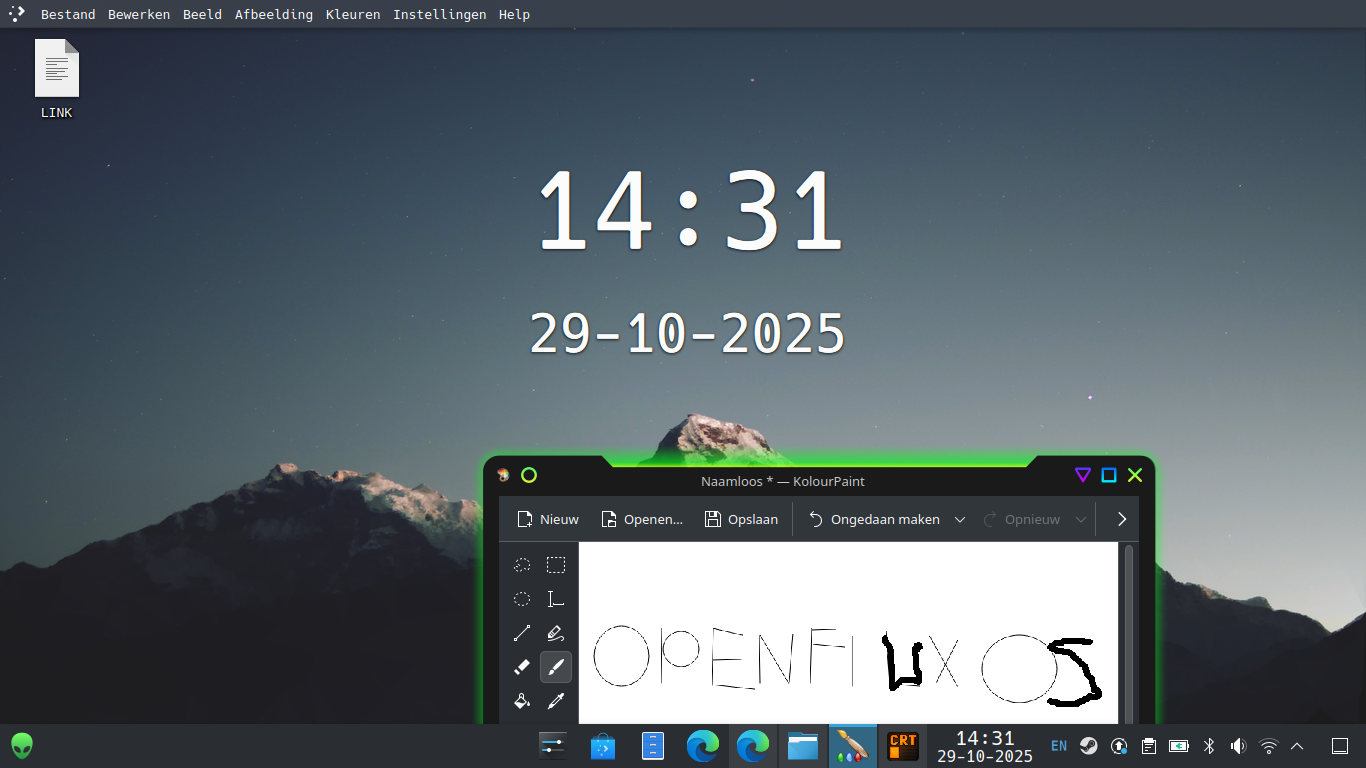 Bestand Bewerken Beeld Afbeelding Kleuren Instellingen Help
LINK
14:31
29-10-2025
Naamloos * — KolourPaint
Nieuw Openen... Opslaan Ongedaan maken Opnieuw
OPENFIUX OS
CRT
14:31
29-10-2025
EN